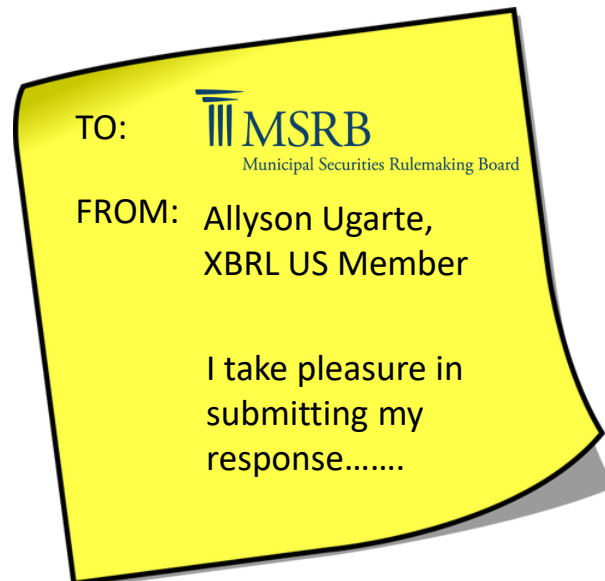 TO:
MSRB
Municipal Securities Rulemaking Board
FROM: Allyson Ugarte,
XBRL US Member
I take pleasure in
submitting my
response…….